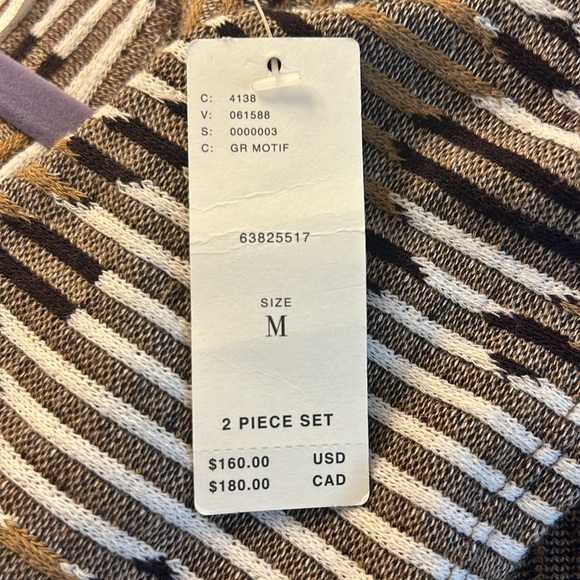 C: 4138
V: 061588
S: 0000003
C: GR MOTIF
63825517
SIZE
M
2 PIECE SET
$160.00 USD
$180.00 CAD